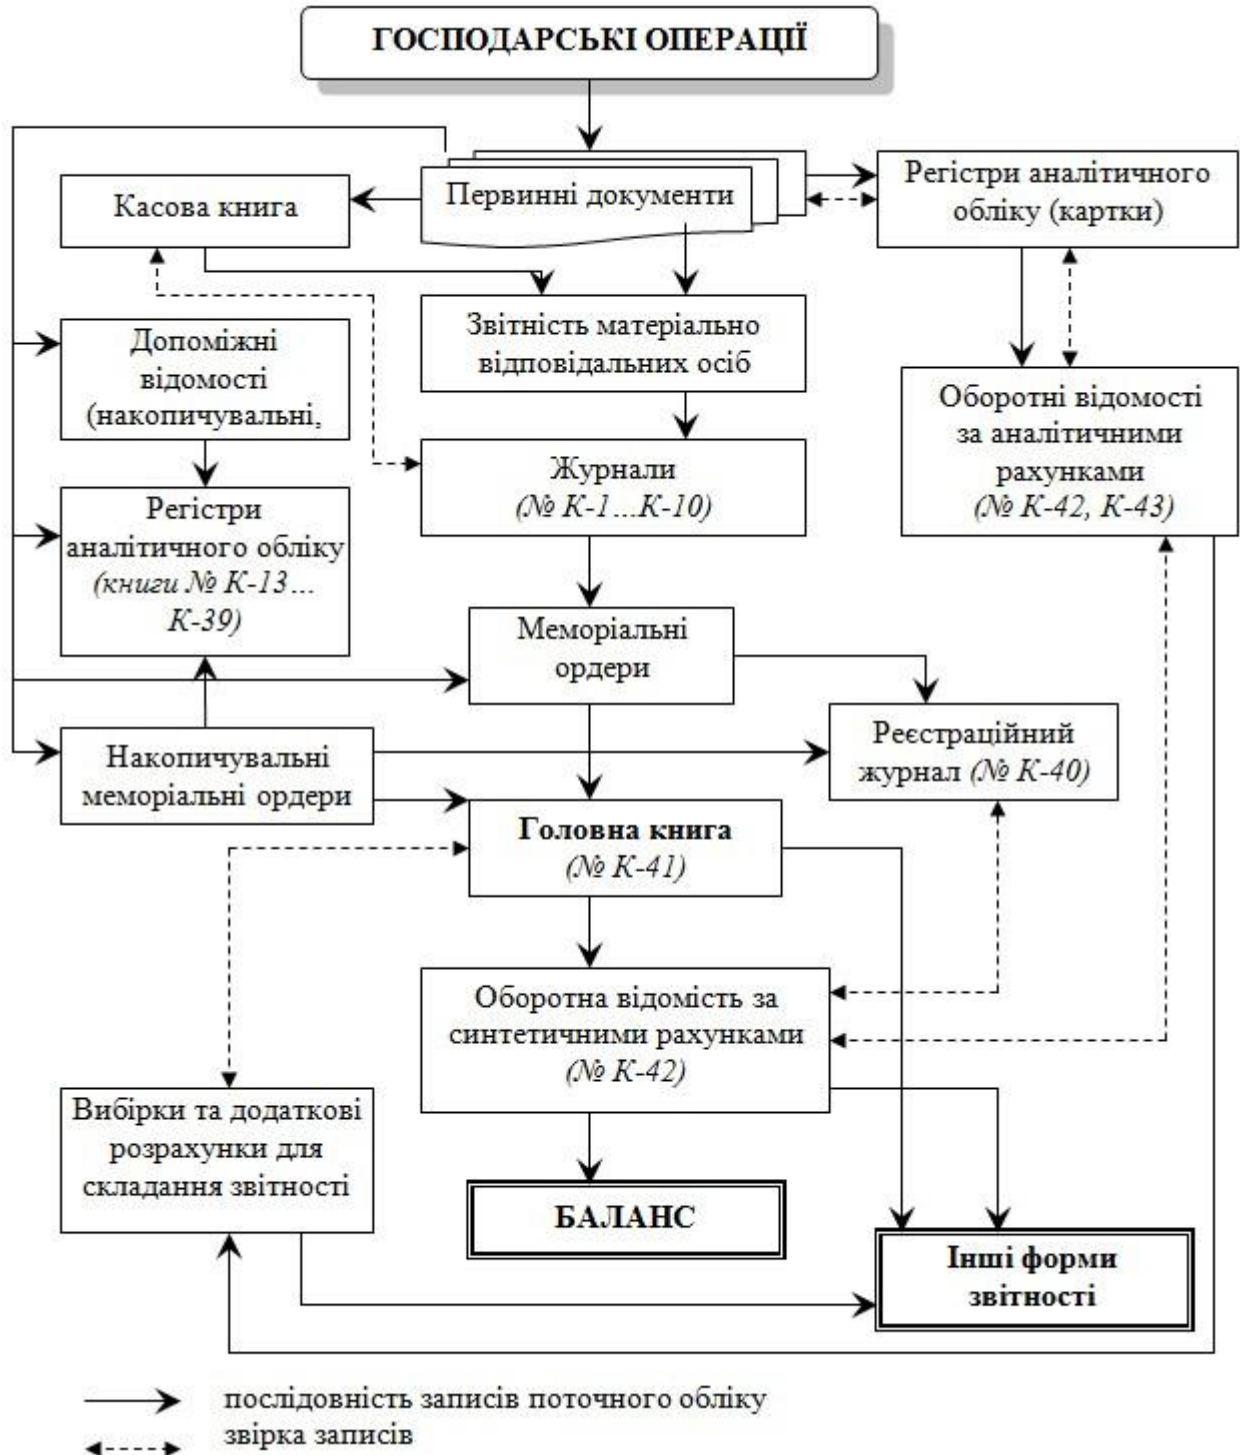 ГОСПОДАРСЬКІ ОПЕРАЦІЇ
Первинні документи
Касова книга
Регістри аналітичного
обліку (картки)
Звітність матеріально
відповідальних осіб
Допоміжні
відомості
(накопичувальні,
Оборотні відомості
за аналітичними
рахунками
(№ К-42, К-43)
Журнали
(№ К-1...К-10)
Регістри
аналітичного обліку
(книги № К-13...
К-39)
Меморіальні
ордери
Накопичувальні
меморіальні ордери
Реєстраційний
журнал (№ К-40)
Головна книга
(№ К-41)
Оборотна відомість за
синтетичними рахунками
(№ К-42)
Вибірки та додаткові
розрахунки для
складання звітності
БАЛАНС
Інші форми
звітності
послідовність записів поточного обліку
звірка записів